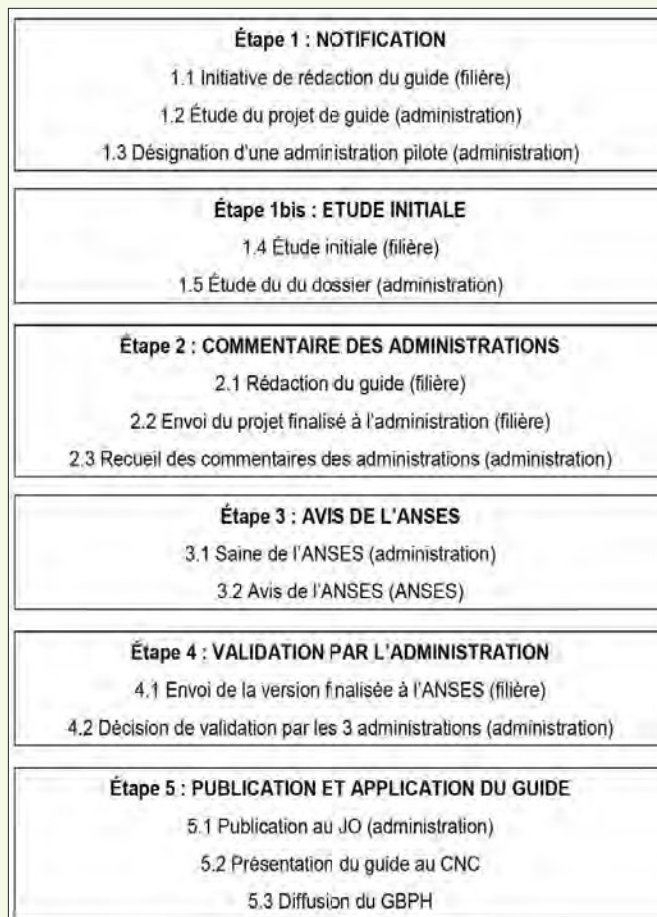 Étape 1 : NOTIFICATION
1.1 Initiative de rédaction du guide (filière)
1.2 Étude du projet de guide (administration)
1.3 Désignation d'une administration pilote (administration)
Étape 1bis : ETUDE INITIALE
1.4 Étude initiale (filière)
1.5 Étude du du dossier (administration)
Étape 2 : COMMENTAIRE DES ADMINISTRATIONS
2.1 Rédaction du guide (filière)
2.2 Envoi du projet finalisé à l'administration (filière)
2.3 Recueil des commentaires des administrations (administration)
Étape 3 : AVIS DE L'ANSES
3.1 Saine de l'ANSES (administration)
3.2 Avis de l'ANSES (ANSES)
Étape 4 : VALIDATION PAR L'ADMINISTRATION
4.1 Envoi de la version finalisée à l'ANSES (filière)
4.2 Décision de validation par les 3 administrations (administration)
Étape 5 : PUBLICATION ET APPLICATION DU GUIDE
5.1 Publication au JO (administration)
5.2 Présentation du guide au CNC
5.3 Diffusion du GBPH